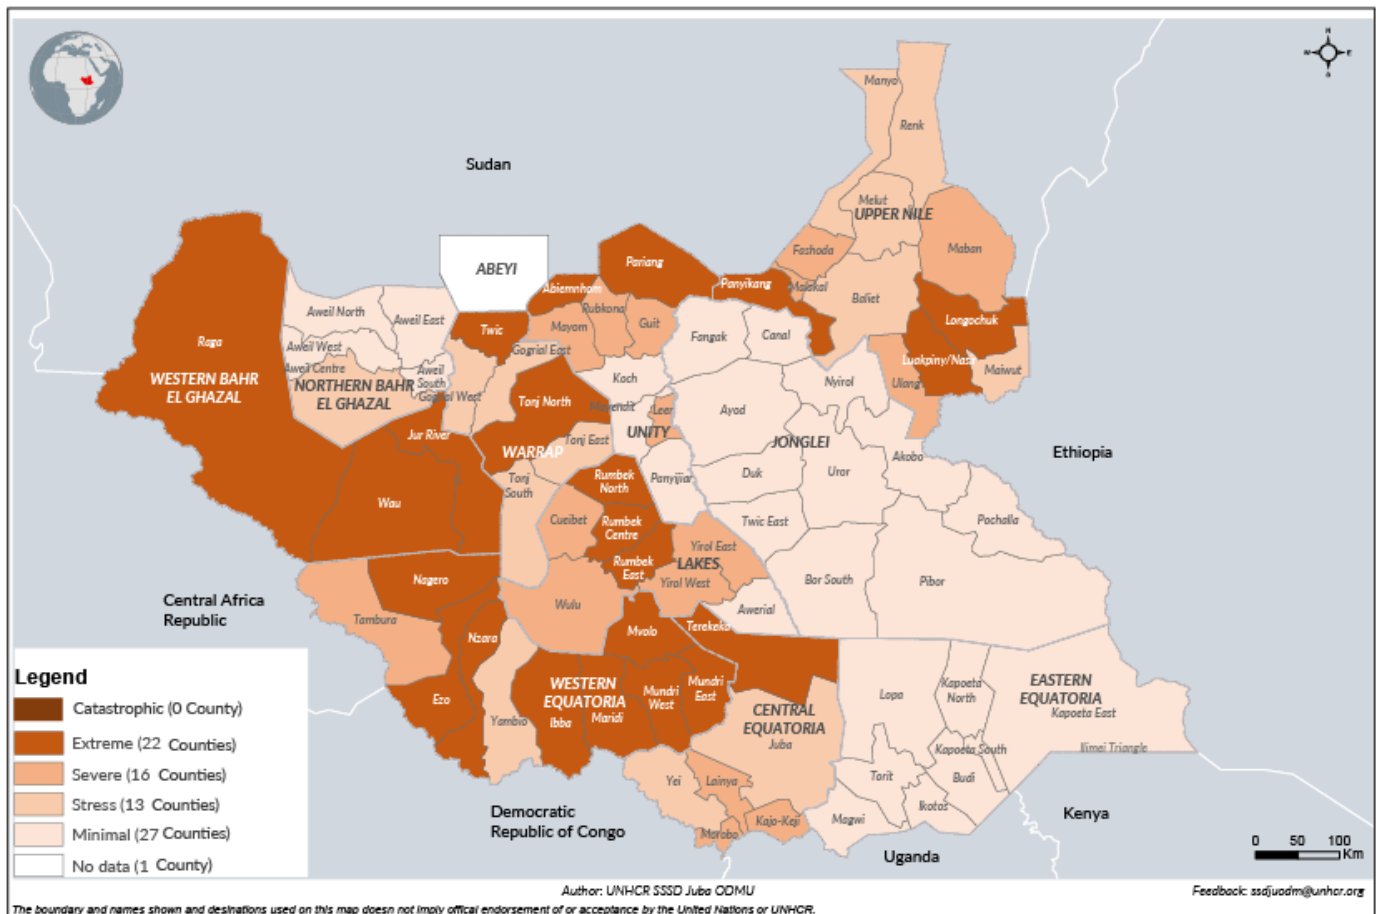 N
W E
S
Manyo
Renk
Sudan
Melut
UPPER NILE
Fashoda
Maban
Pariang
ABEYI
Panyikang
Malakal
Baliet
Abiemnhom
Rubkona
Aweil North
Aweil East
Longochuk
Twic
Mayom
Guit
Fangak
Canal
Raga
Aweil West
Gogrial East
Luakpiny/Nasir
Aweil Centre
Aweil
South
Maiwut
WESTERN BAHR
EL GHAZAL
NORTHERN BAHR
EL GHAZAL
Koch
Nyirol
Ulang
Gogrial West
Tonj North
Mayendit
Leer
Ayod
Jur River
UNITY
JONGLEI
WARRAP
Tonj East
Ethiopia
Akobo
Tonj
South
Rumbek
North
Panyijiar
Duk
Uror
Wau
Cueibet
Rumbek
Centre
Twic East
Pochalla
Yirol East
Rumbek
East
LAKES
Nagero
Yirol West
Bor South
Pibor
Central Africa
Republic
Wulu
Awerial
Tambura
Nzara
Mvolo
Terekeka
Legend
Catastrophic (0 County)
Extreme (22 Counties)
Severe (16 Counties)
Stress (13 Counties)
Minimal (27 Counties)
No data (1 County)
Ezo
Yambio
WESTERN
EQUATORIA
Ibba
Maridi
Mundri
West
Mundri
East
CENTRAL
EQUATORIA
Juba
Lopa
Kapoeta
North
EASTERN
EQUATORIA
Kapoeta East
Kapoeta South
Ilimei Triangle
Yei
Lainya
Torit
Budi
Ikotos
Magwi
Morobo
Kajo-Keji
Democratic
Republic of Congo
Kenya
Uganda
0 50 100
Km
Author: UNHCR SSSD Juba ODMU
Feedback: ssdjuodm@unhcr.org
The boundary and names shown and desinations used on this map doesn not imply offical endorsement of or acceptance by the United Nations or UNHCR.